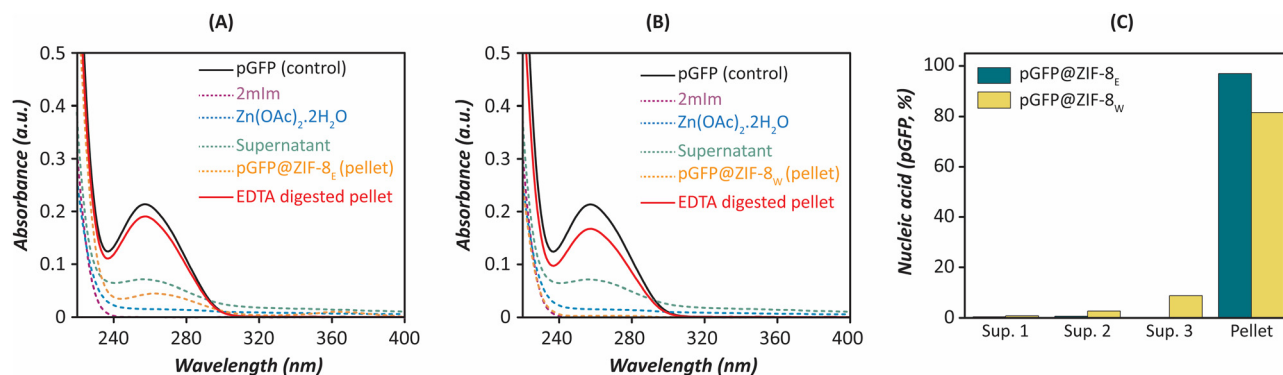 (A)
Absorbance (a.u.)
0.5
0.4
0.3
0.2
0.1
0
240
280
320
360
400
Wavelength (nm)
pGFP (control)
2mIm
Zn(OAc)₂.2H₂O
Supernatant
pGFP@ZIF-8_E (pellet)
EDTA digested pellet
(B)
Absorbance (a.u.)
0.5
0.4
0.3
0.2
0.1
0
240
280
320
360
400
Wavelength (nm)
pGFP (control)
2mIm
Zn(OAc)₂.2H₂O
Supernatant
pGFP@ZIF-8_W (pellet)
EDTA digested pellet
(C)
Nucleic acid (pGFP, %)
100
80
60
40
20
0
pGFP@ZIF-8_E
pGFP@ZIF-8_W
Sup. 1
Sup. 2
Sup. 3
Pellet